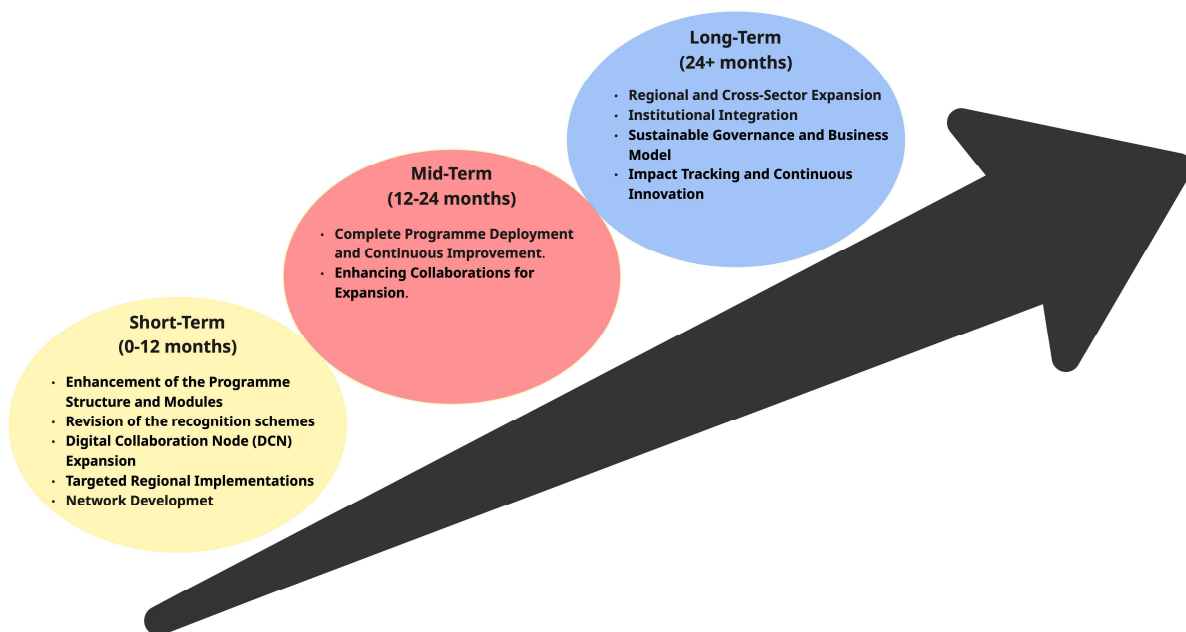 Long-Term
(24+ months)
· Regional and Cross-Sector Expansion
· Institutional Integration
· Sustainable Governance and Business
Model
· Impact Tracking and Continuous
Innovation
Mid-Term
(12-24 months)
· Complete Programme Deployment
and Continuous Improvement.
· Enhancing Collaborations for
Expansion.
Short-Term
(0-12 months)
· Enhancement of the Programme
Structure and Modules
· Revision of the recognition schemes
· Digital Collaboration Node (DCN)
Expansion
· Targeted Regional Implementations
· Network Developmet